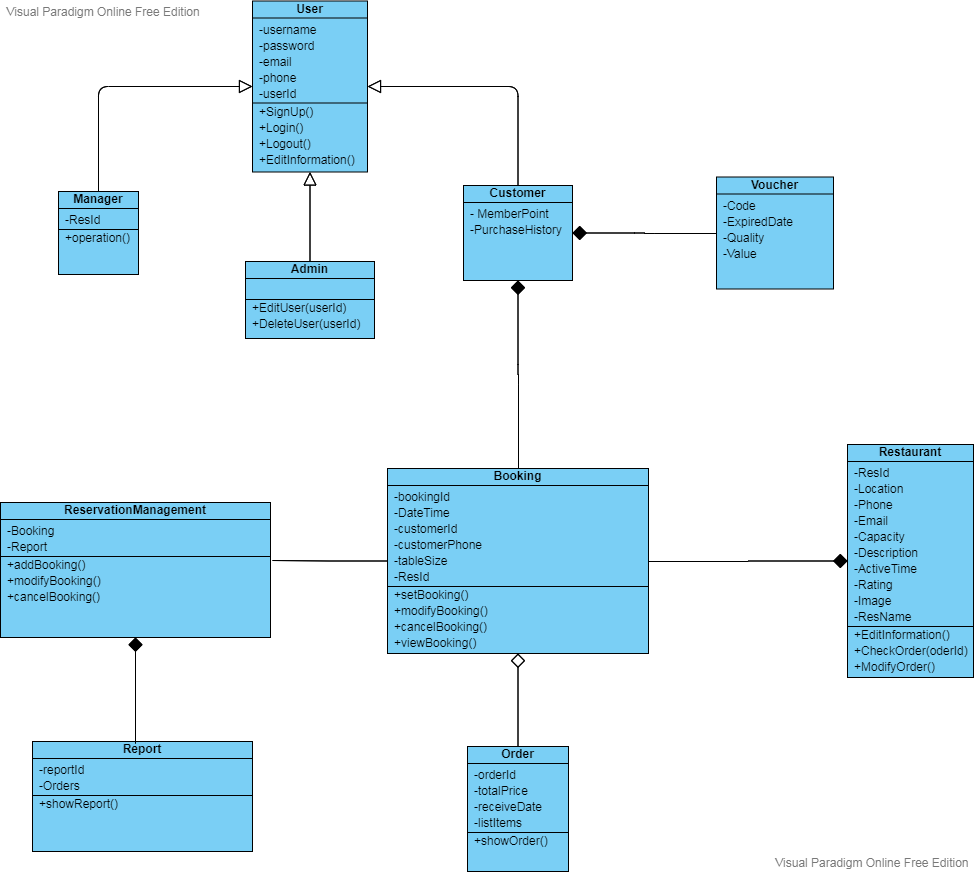 Visual Paradigm Online Free Edition
User
-username
-password
-email
-phone
-userId
+SignUp()
+Login()
+Logout()
+EditInformation()
Manager
-ResId
+operation()
Admin
+EditUser(userId)
+DeleteUser(userId)
Customer
- MemberPoint
-PurchaseHistory
Voucher
-Code
-ExpiredDate
-Quality
-Value
ReservationManagement
-Booking
-Report
+addBooking()
+modifyBooking()
+cancelBooking()
Booking
-bookingId
-DateTime
-customerId
-customerPhone
-tableSize
-ResId
+setBooking()
+modifyBooking()
+cancelBooking()
+viewBooking()
Restaurant
-ResId
-Location
-Phone
-Email
-Capacity
-Description
-ActiveTime
-Rating
-Image
-ResName
+EditInformation()
+CheckOrder(oderId)
+ModifyOrder()
Report
-reportId
-Orders
+showReport()
Order
-orderId
-totalPrice
-receiveDate
-listItems
+showOrder()
Visual Paradigm Online Free Edition